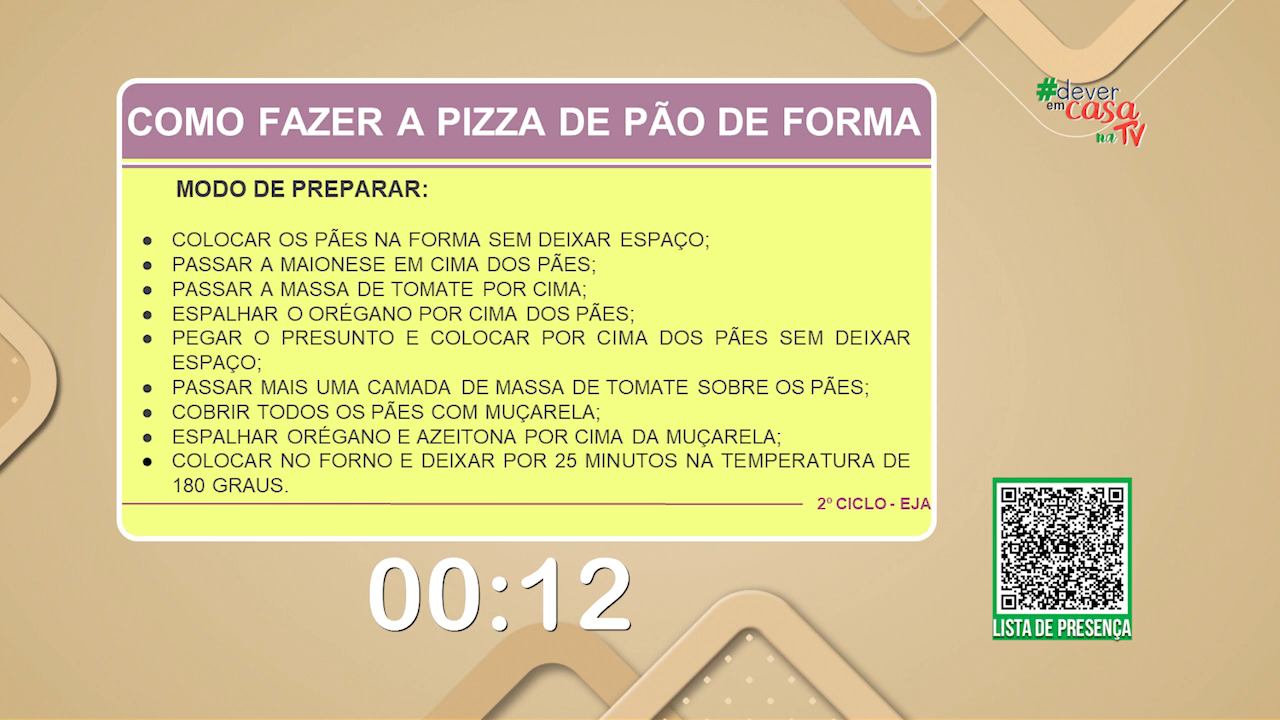 #dever
em casa
na TV
COMO FAZER A PIZZA DE PÃO DE FORMA
MODO DE PREPARAR:
● COLOCAR OS PÃES NA FORMA SEM DEIXAR ESPAÇO;
● PASSAR A MAIONESE EM CIMA DOS PÃES;
● PASSAR A MASSA DE TOMATE POR CIMA;
● ESPALHAR O ORÉGANO POR CIMA DOS PÃES;
● PEGAR O PRESUNTO E COLOCAR POR CIMA DOS PÃES SEM DEIXAR
ESPAÇO;
● PASSAR MAIS UMA CAMADA DE MASSA DE TOMATE SOBRE OS PÃES;
● COBRIR TODOS OS PÃES COM MUÇARELA;
● ESPALHAR ORÉGANO E AZEITONA POR CIMA DA MUÇARELA;
● COLOCAR NO FORNO E DEIXAR POR 25 MINUTOS NA TEMPERATURA DE
180 GRAUS.
2º CICLO - EJA
00:12
LISTA DE PRESENÇA